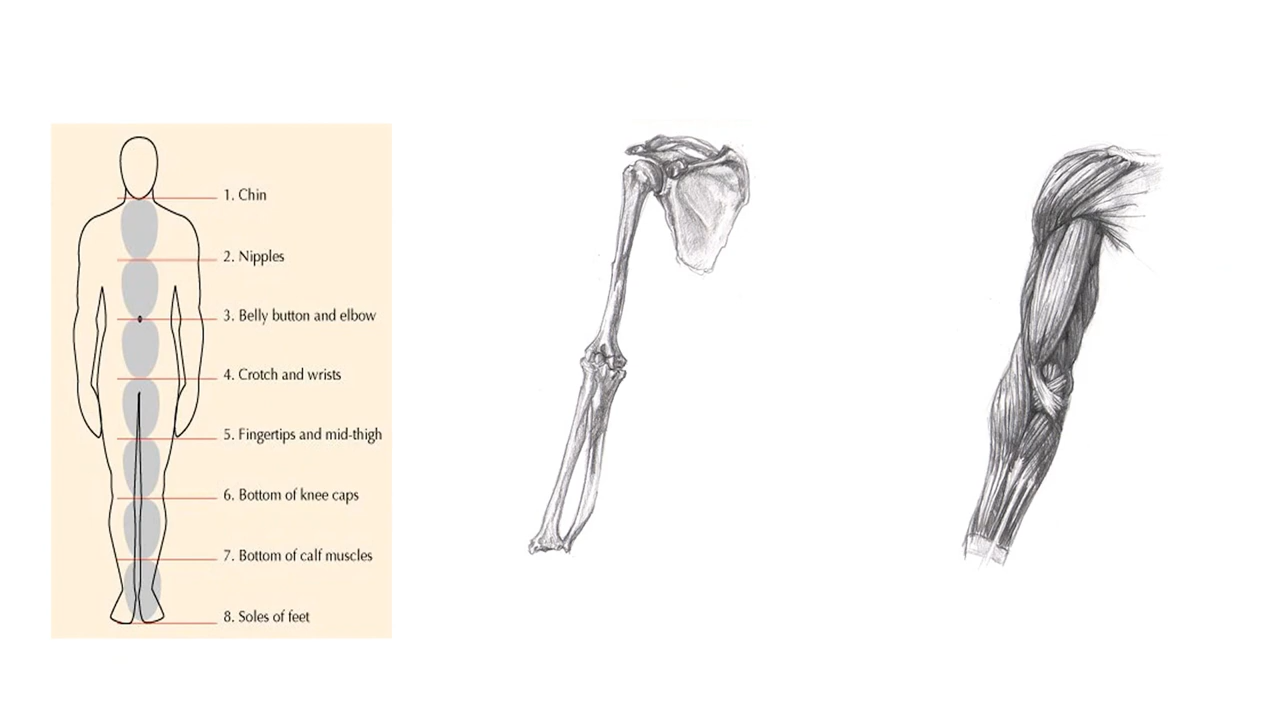 1. Chin
2. Nipples
3. Belly button and elbow
4. Crotch and wrists
5. Fingertips and mid-thigh
6. Bottom of knee caps
7. Bottom of calf muscles
8. Soles of feet